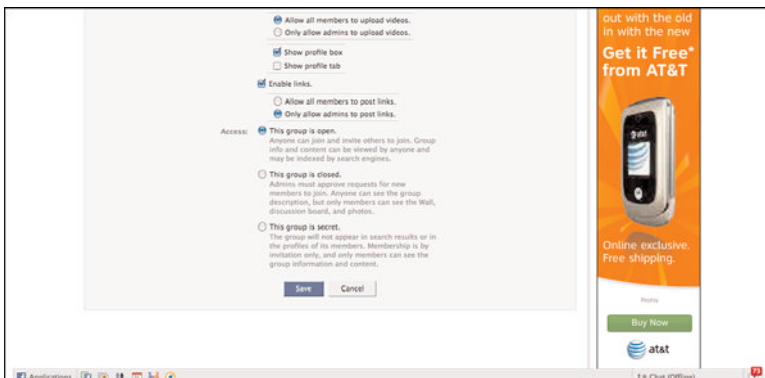 Allow all members to upload videos.
Only allow admins to upload videos.
Show profile box
Show profile tab
Enable links.
Allow all members to post links.
Only allow admins to post links.
Access:
This group is open.
Anyone can join and invite others to join. Group
info and content can be viewed by anyone and
may be indexed by search engines.
This group is closed.
Admins must approve requests for new
members to join. Anyone can see the group
description, but only members can see the Wall,
discussion board, and photos.
This group is secret.
The group will not appear in search results or in
the profiles of its members. Membership is by
invitation only, and only members can see the
group information and content.
Save
Cancel
out with the old
in with the new
Get it Free*
from AT&T
at&t
Online exclusive.
Free shipping.
Buy Now
at&t
Applications
Chat (Offline)
73